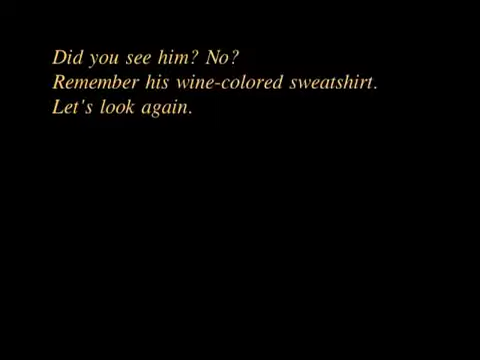 Did you see him? No?
Remember his wine-colored sweatshirt.
Let's look again.